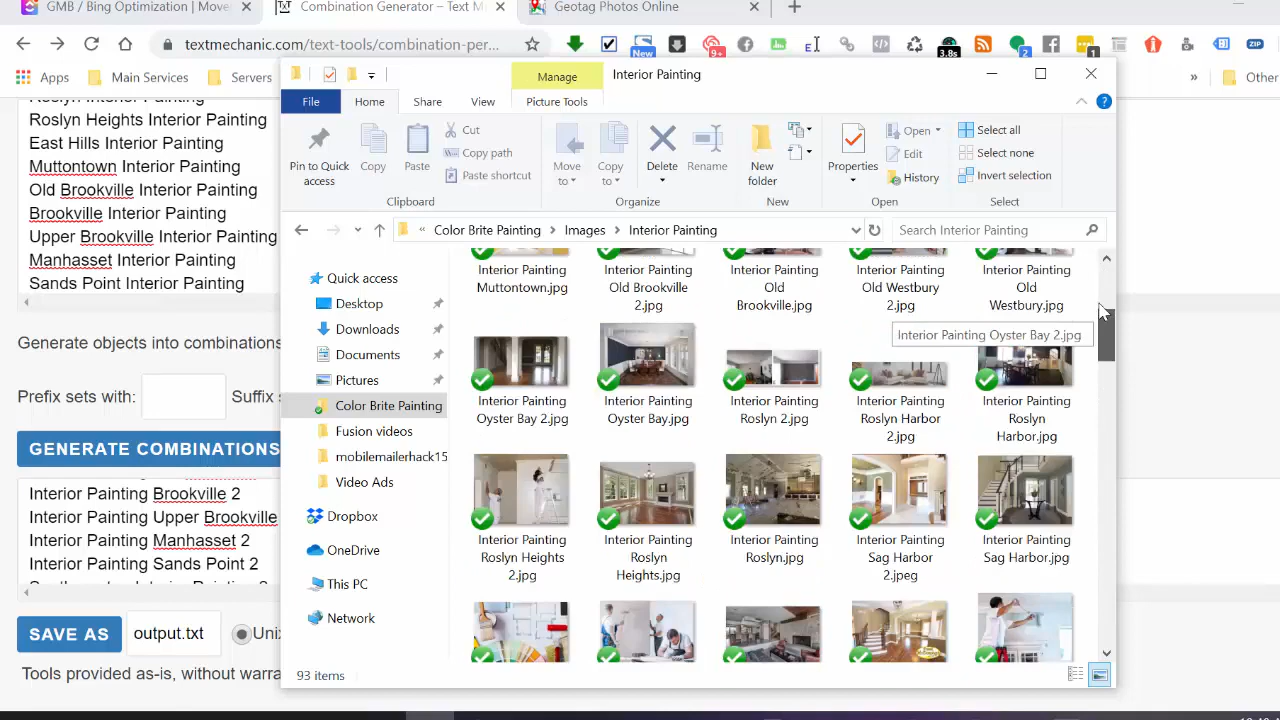 GMB / Bing Optimization | Move
Combination Generator – Text M
Geotag Photos Online
textmechanic.com/text-tools/combination-per...
New
9+
3.8s
2
1
ZIP
Apps
Main Services
Servers
»
Other
Roslyn Interior Painting
Roslyn Heights Interior Painting
East Hills Interior Painting
Muttontown Interior Painting
Old Brookville Interior Painting
Brookville Interior Painting
Upper Brookville Interior Painting
Manhasset Interior Painting
Sands Point Interior Painting
Generate objects into combinations
Prefix sets with:
Suffix s
GENERATE COMBINATIONS
Interior Painting Brookville 2
Interior Painting Upper Brookville
Interior Painting Manhasset 2
Interior Painting Sands Point 2
SAVE AS
output.txt
Unix
Tools provided as-is, without warra
Manage
Interior Painting
File
Home
Share
View
Picture Tools
Pin to Quick access
Copy
Paste
Cut
Copy path
Paste shortcut
Clipboard
Move to
Copy to
Delete
Rename
Organize
New folder
New
Properties
Open
Edit
History
Open
Select all
Select none
Invert selection
Select
« Color Brite Painting > Images > Interior Painting
Search Interior Painting
Quick access
Desktop
Downloads
Documents
Pictures
Color Brite Painting
Fusion videos
mobilemailerhack15
Video Ads
Dropbox
OneDrive
This PC
Network
Interior Painting Muttontown.jpg
Interior Painting Old Brookville 2.jpg
Interior Painting Old Brookville.jpg
Interior Painting Old Westbury 2.jpg
Interior Painting Old Westbury.jpg
Interior Painting Oyster Bay 2.jpg
Interior Painting Oyster Bay 2.jpg
Interior Painting Oyster Bay.jpg
Interior Painting Roslyn 2.jpg
Interior Painting Roslyn Harbor 2.jpg
Interior Painting Roslyn Harbor.jpg
Interior Painting Roslyn Heights 2.jpg
Interior Painting Roslyn Heights.jpg
Interior Painting Roslyn.jpg
Interior Painting Sag Harbor 2.jpeg
Interior Painting Sag Harbor.jpg
93 items